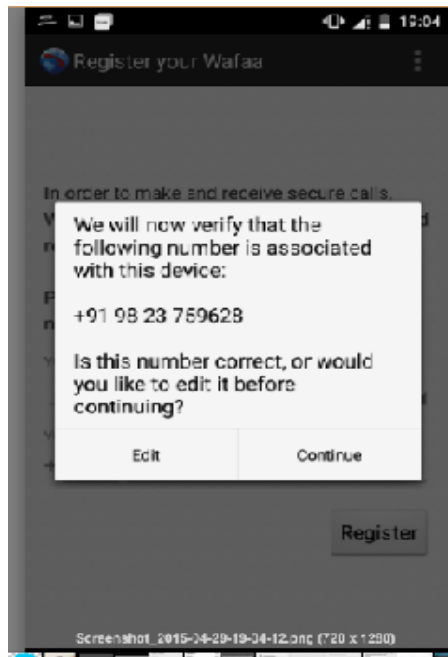 19:04
Register your Wafaa
In order to make and receive secure calls.
We will now verify that the
following number is associated
with this device:
+91 98 23 759628
Is this number correct, or would
you like to edit it before
continuing?
Edit
Continue
Register
Screenshot_2015-04-29-19-04-12.png (720 x 1280)